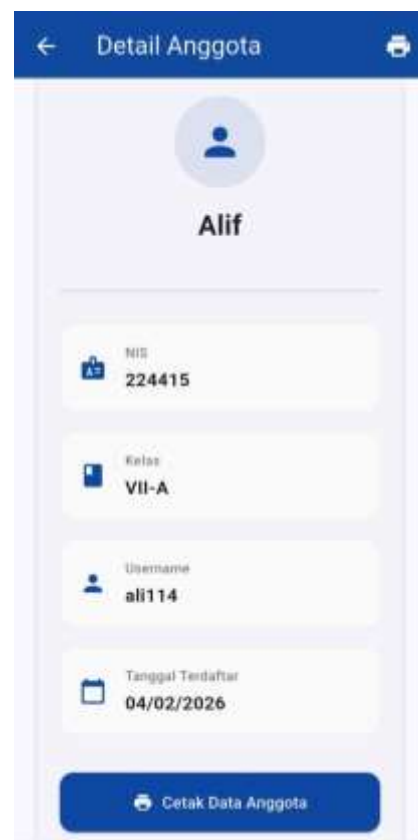 Detail Anggota
Alif
NIS
224415
Kelas
VII-A
Username
ali114
Tanggal Terdaftar
04/02/2026
Cetak Data Anggota